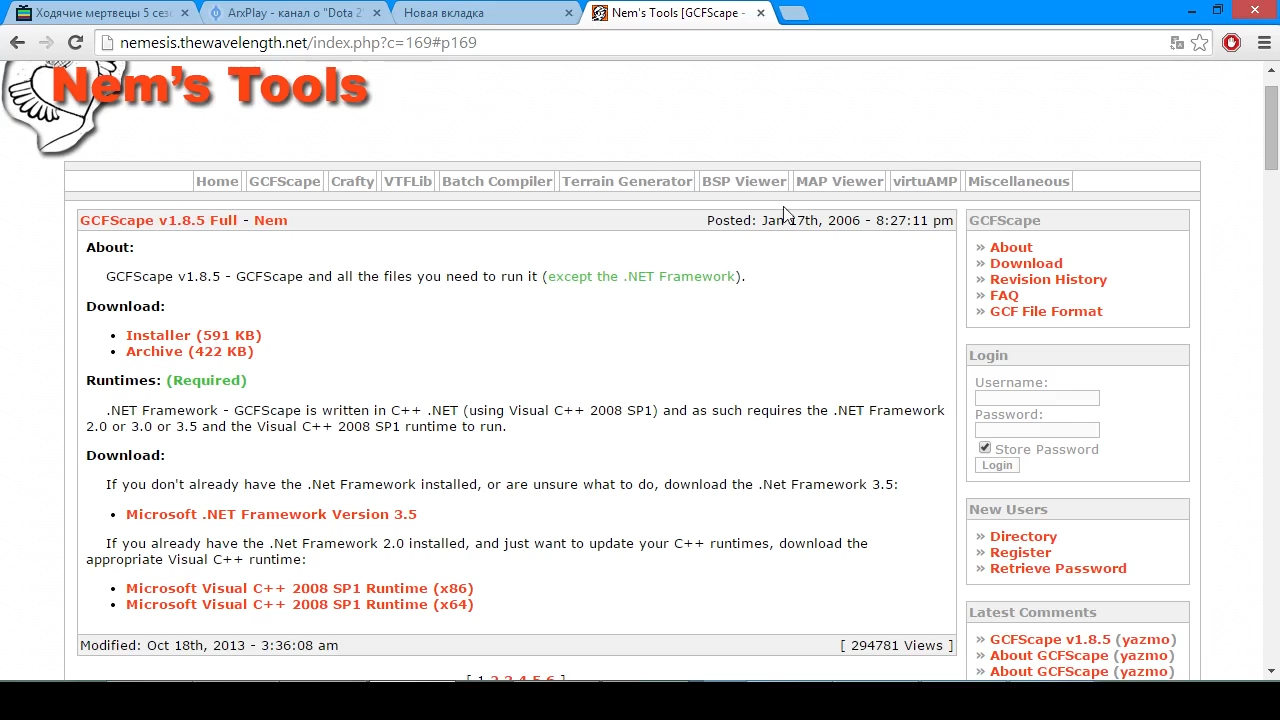 Ходячие мертвецы 5 сез
ArxPlay - канал о "Dota 2
Новая вкладка
Nem's Tools [GCFScape -
nemesis.thewavelength.net/index.php?c=169#p169
Nem's Tools
Home GCFScape Crafty VTFLib Batch Compiler Terrain Generator BSP Viewer MAP Viewer virtuAMP Miscellaneous
GCFScape v1.8.5 Full - Nem Posted: Jan 17th, 2006 - 8:27:11 pm
About:
GCFScape v1.8.5 - GCFScape and all the files you need to run it (except the .NET Framework).
Download:
• Installer (591 KB)
• Archive (422 KB)
Runtimes: (Required)
.NET Framework - GCFScape is written in C++ .NET (using Visual C++ 2008 SP1) and as such requires the .NET Framework
2.0 or 3.0 or 3.5 and the Visual C++ 2008 SP1 runtime to run.
Download:
If you don't already have the .Net Framework installed, or are unsure what to do, download the .Net Framework 3.5:
• Microsoft .NET Framework Version 3.5
If you already have the .Net Framework 2.0 installed, and just want to update your C++ runtimes, download the
appropriate Visual C++ runtime:
• Microsoft Visual C++ 2008 SP1 Runtime (x86)
• Microsoft Visual C++ 2008 SP1 Runtime (x64)
Modified: Oct 18th, 2013 - 3:36:08 am [ 294781 Views ]
[ 1 2 3 4 5 6 ]
GCFScape
» About
» Download
» Revision History
» FAQ
» GCF File Format
Login
Username:
Password:
Store Password
Login
New Users
» Directory
» Register
» Retrieve Password
Latest Comments
» GCFScape v1.8.5 (yazmo)
» About GCFScape (yazmo)
» About GCFScape (yazmo)